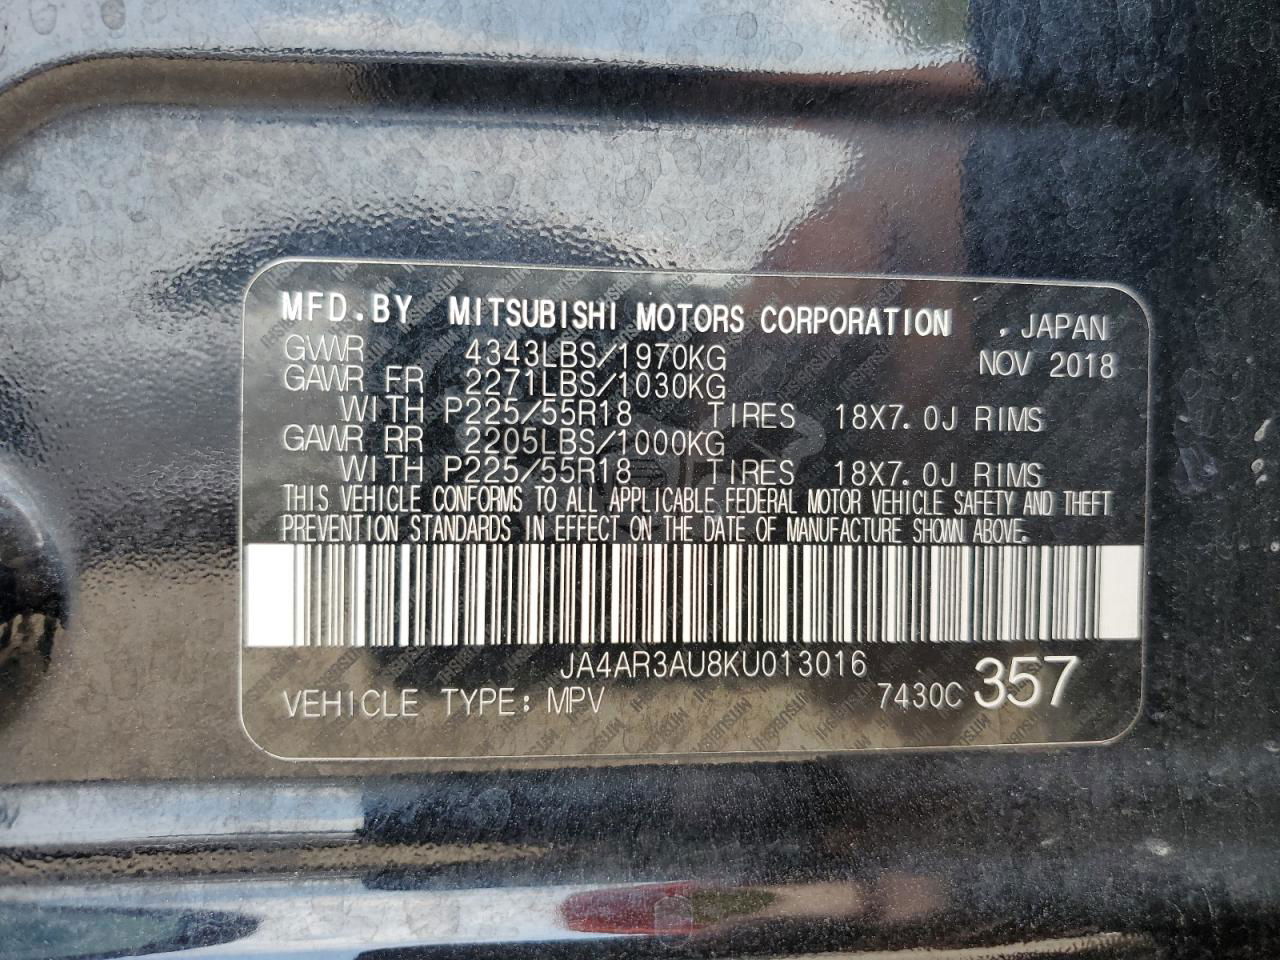 MFD.BY MITSUBISHI MOTORS CORPORATION , JAPAN
GVWR 4343LBS/1970KG NOV 2018
GAWR FR 2271LBS/1030KG
WITH P225/55R18 TIRES 18X7.0J RIMS
GAWR RR 2205LBS/1000KG
WITH P225/55R18 TIRES 18X7.0J RIMS
THIS VEHICLE CONFORMS TO ALL APPLICABLE FEDERAL MOTOR VEHICLE SAFETY AND THEFT
PREVENTION STANDARDS IN EFFECT ON THE DATE OF MANUFACTURE SHOWN ABOVE.
JA4AR3AU8KU013016
VEHICLE TYPE: MPV 7430C 357